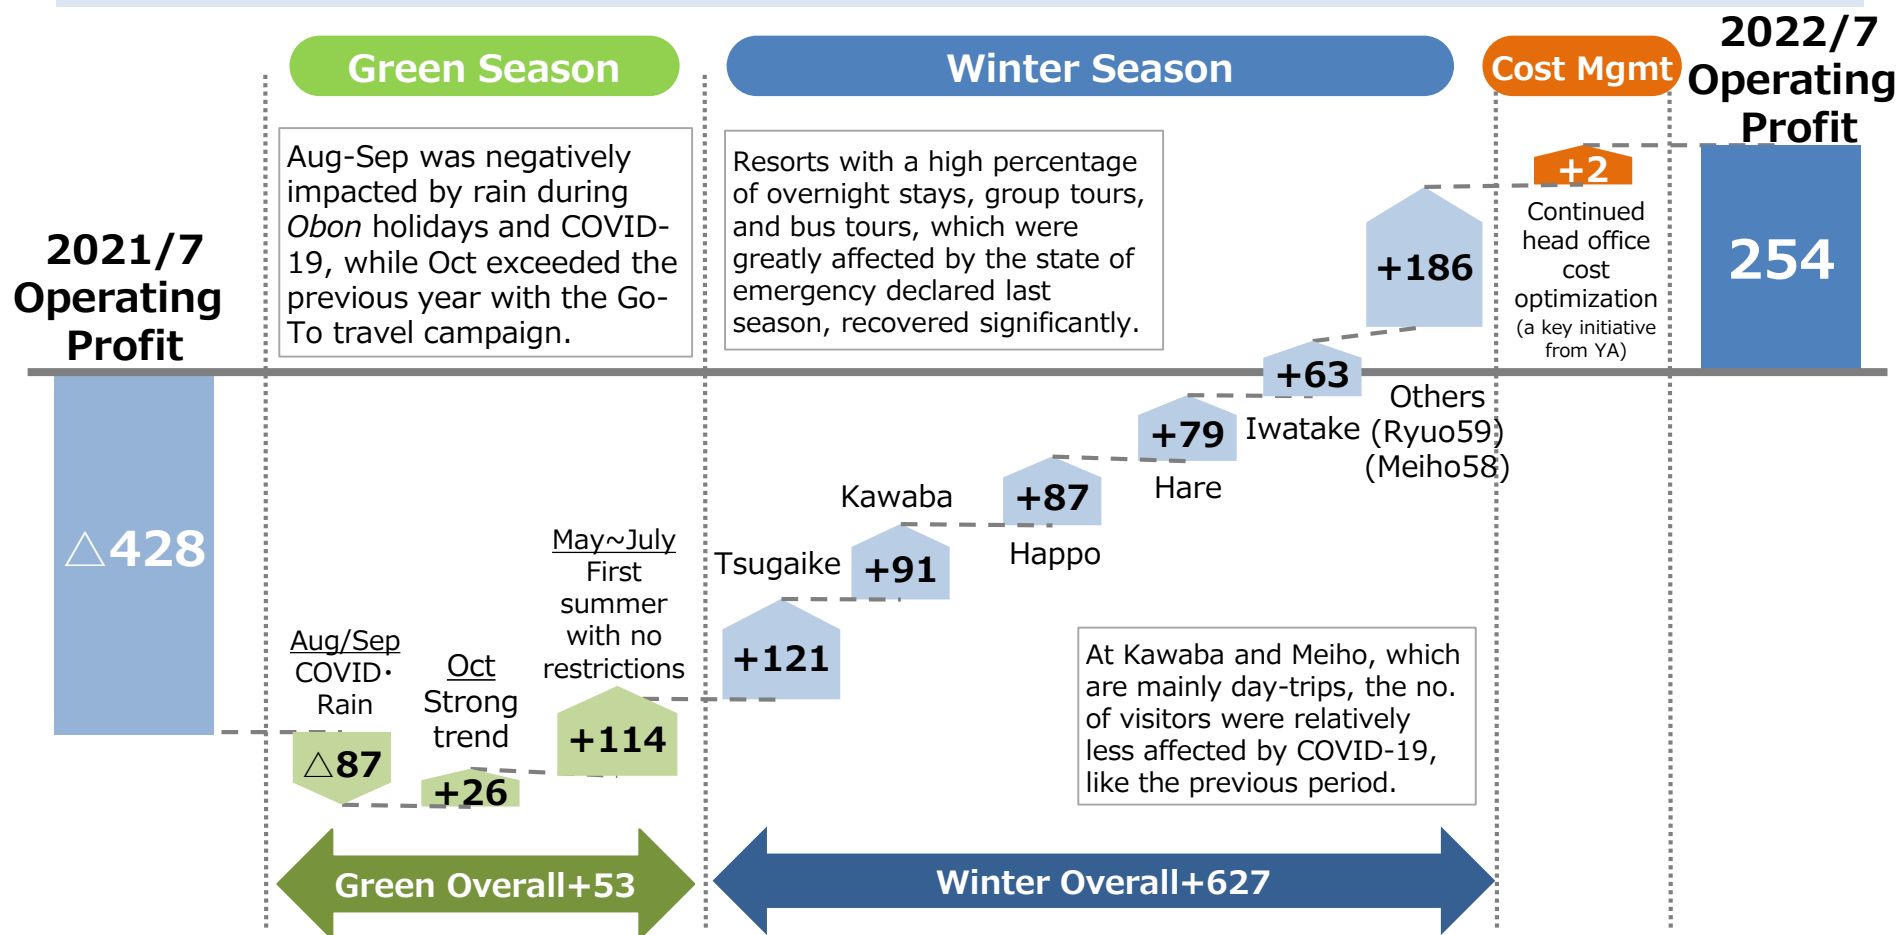 Green Season
Winter Season
Cost Mgmt
2022/7
Operating
Profit
Aug-Sep was negatively
impacted by rain during
Obon holidays and COVID-
19, while Oct exceeded the
previous year with the Go-
To travel campaign.
Resorts with a high percentage
of overnight stays, group tours,
and bus tours, which were
greatly affected by the state of
emergency declared last
season, recovered significantly.
2021/7
Operating
Profit
△428
Aug/Sep
COVID・
Rain
△87
Oct
Strong
trend
+26
May~July
First
summer
with no
restrictions
+114
Tsugaike
+121
Kawaba
+91
+87
Happo
+79
Hare
+63
Iwatake
+186
Others
(Ryuo59)
(Meiho58)
+2
Continued
head office
cost
optimization
(a key initiative
from YA)
254
At Kawaba and Meiho, which
are mainly day-trips, the no.
of visitors were relatively
less affected by COVID-19,
like the previous period.
Green Overall+53
Winter Overall+627